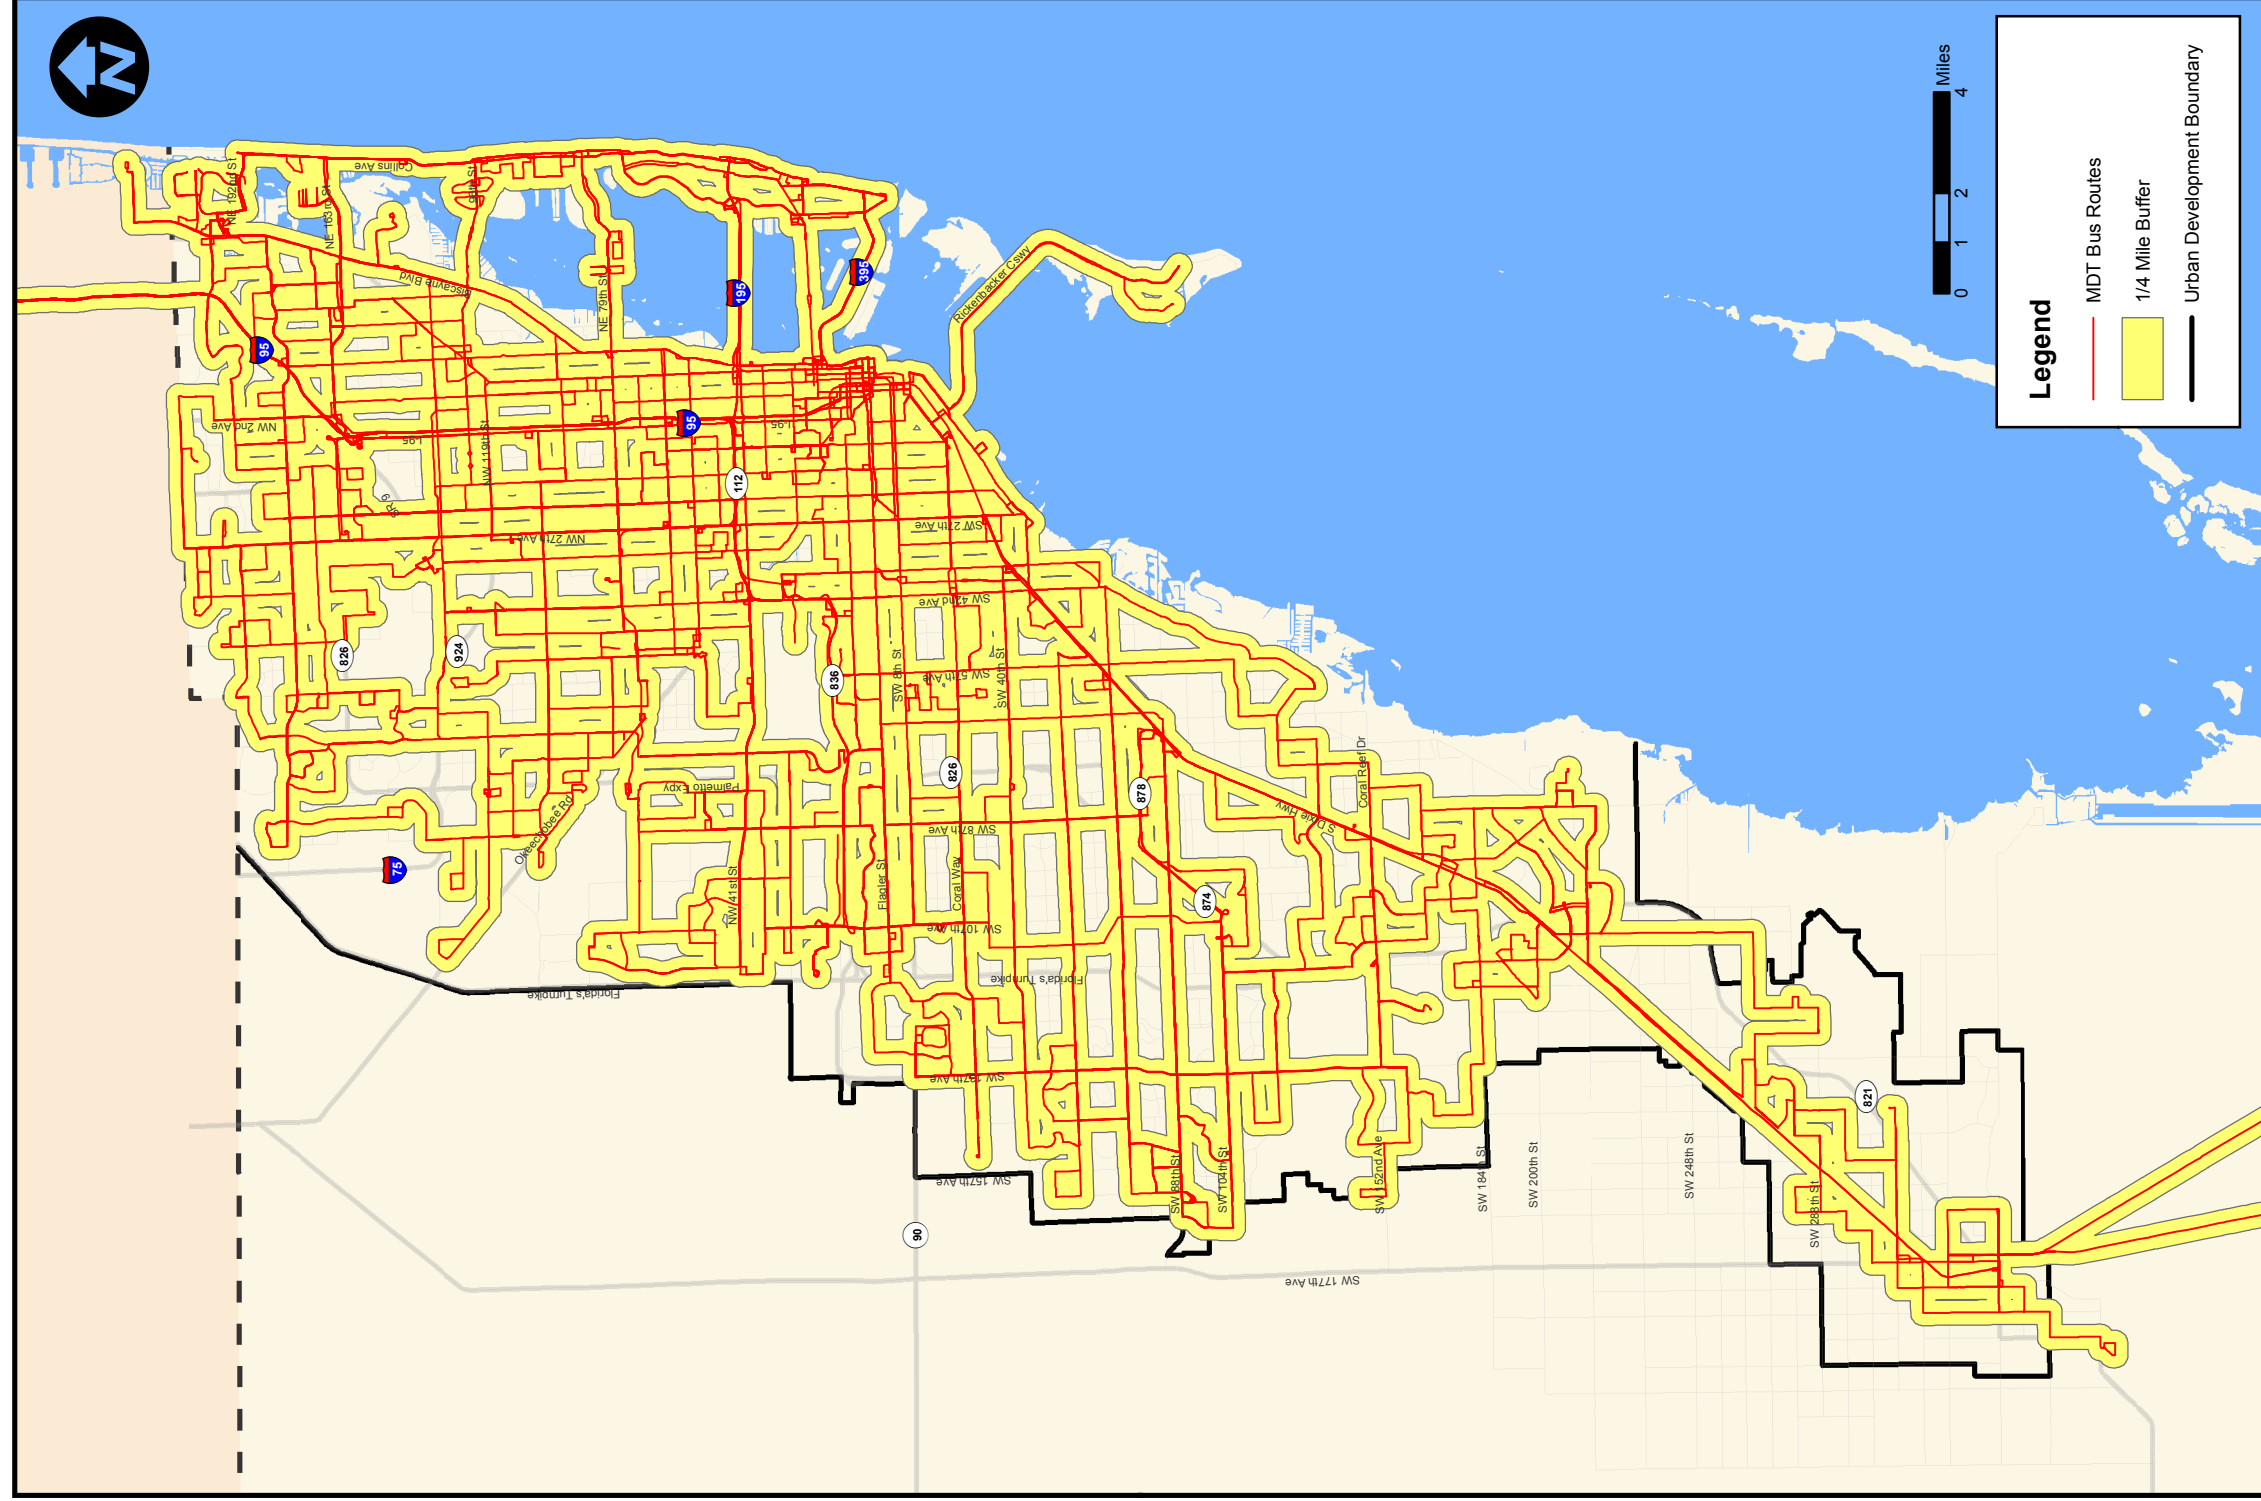 N
Collins Ave
NE 192nd St
NE 163rd St
96th St
Biscayne Blvd
NE 79th St
195
395
Rickenbacker Cswy
95
NW 2nd Ave
I-95
NW 119th St
95
I-95
SR 9
112
NW 27th Ave
SW 27th Ave
SW 42nd Ave
826
924
836
SW 8th St
SW 57th Ave
SW 40th St
Palmetto Expy
826
878
Coral Reef Dr
S Dixie Hwy
Okeechobee Rd
75
SW 87th Ave
NW 41st St
Flagler St
Coral Way
874
SW 107th Ave
Florida's Turnpike
Florida's Turnpike
SW 137th Ave
821
SW 157th Ave
SW 88th St
SW 104th St
SW 152nd Ave
SW 184th St
SW 200th St
SW 248th St
SW 288th St
90
SW 177th Ave
0 1 2 4
Miles
Legend
MDT Bus Routes
1/4 Mile Buffer
Urban Development Boundary